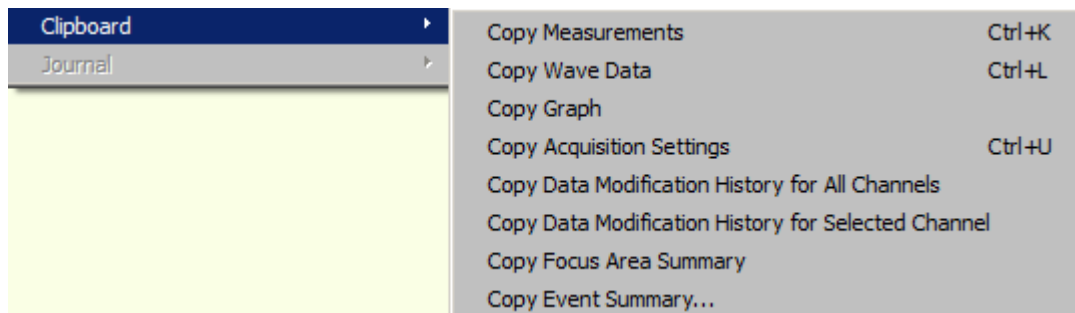 Clipboard
Journal
Copy Measurements Ctrl+K
Copy Wave Data Ctrl+L
Copy Graph
Copy Acquisition Settings Ctrl+U
Copy Data Modification History for All Channels
Copy Data Modification History for Selected Channel
Copy Focus Area Summary
Copy Event Summary...